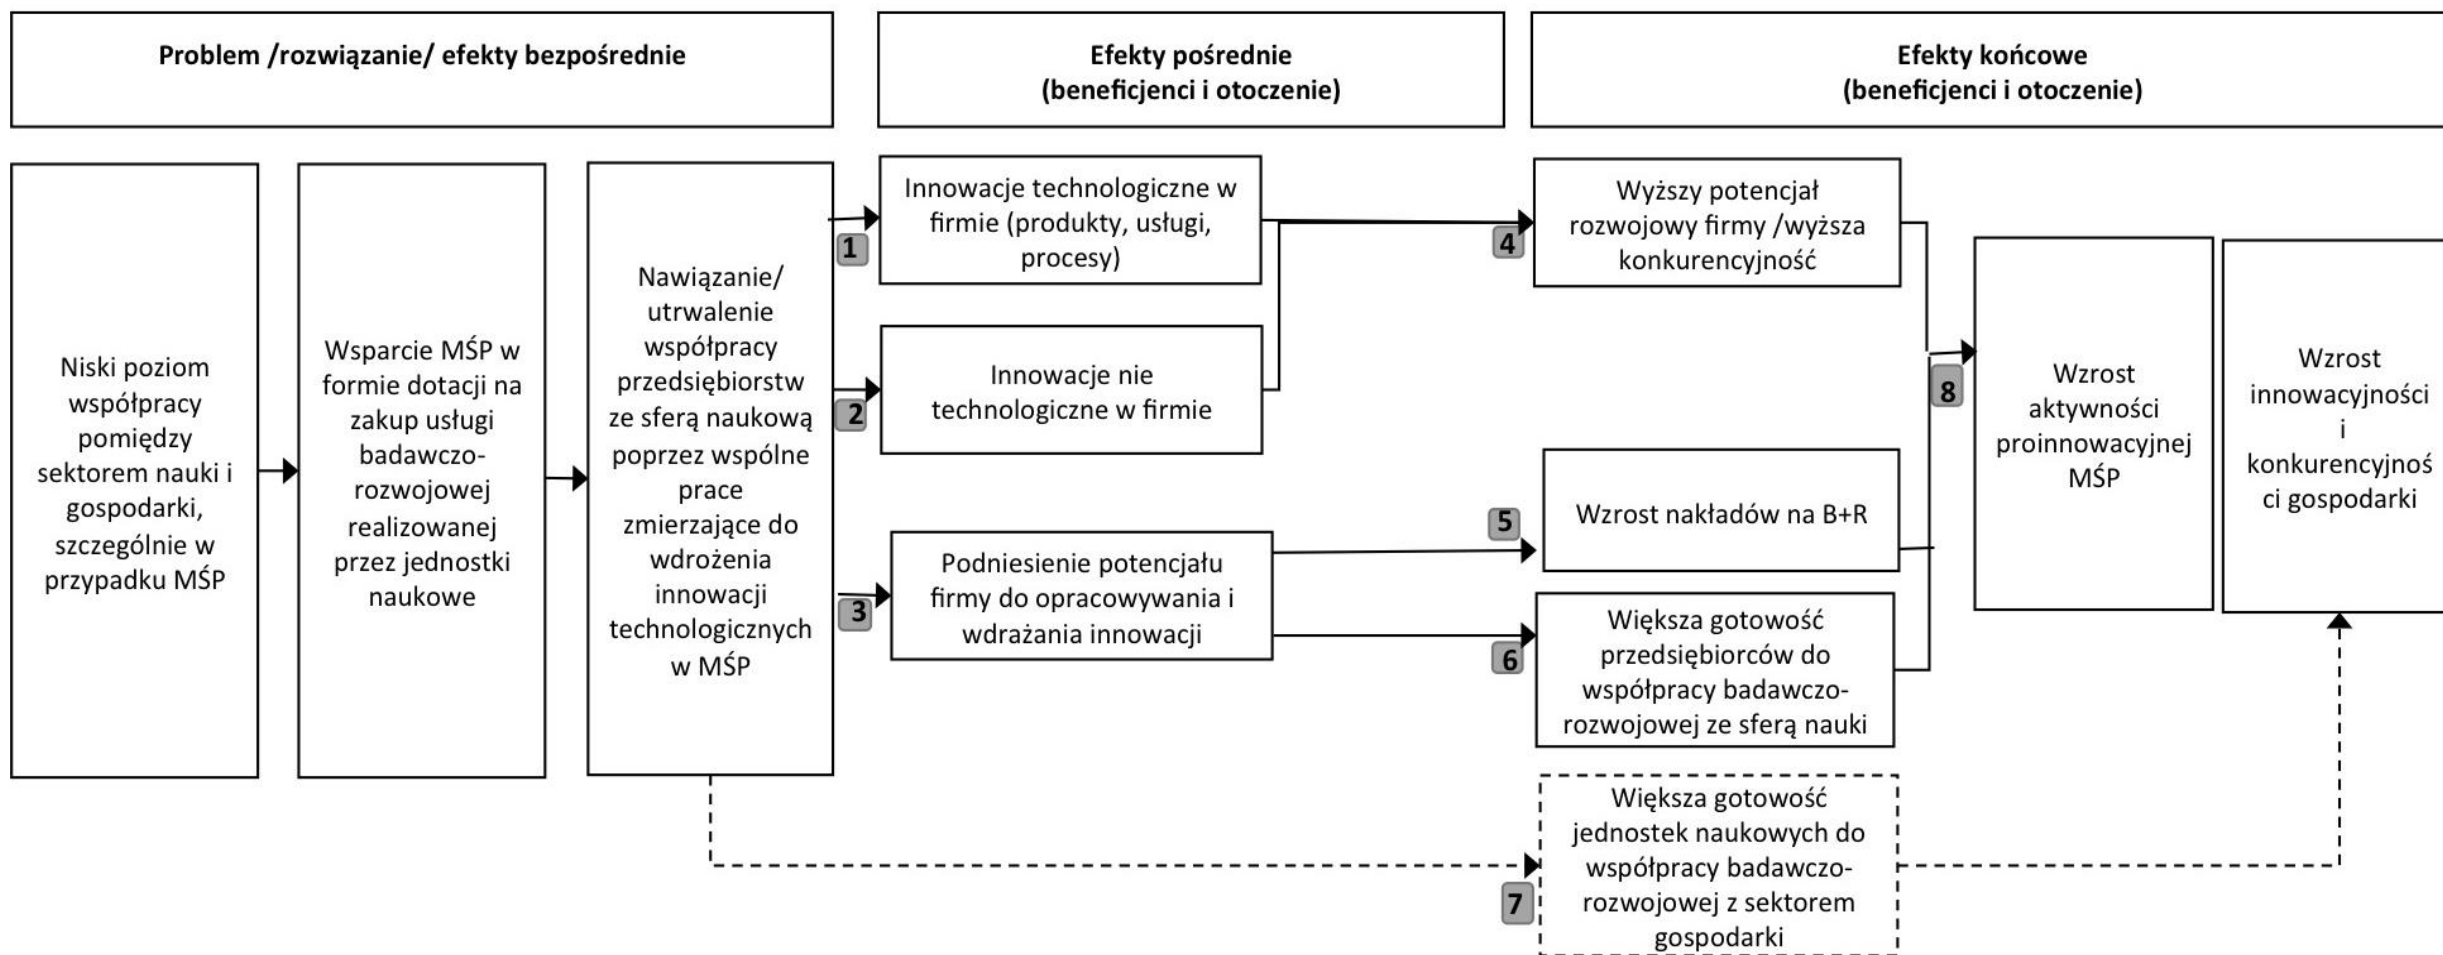 Problem /rozwiązanie/ efekty bezpośrednie
Efekty pośrednie
(beneficjenci i otoczenie)
Efekty końcowe
(beneficjenci i otoczenie)
Niski poziom
współpracy
pomiędzy
sektorem nauki i
gospodarki,
szczególnie w
przypadku MŚP
Wsparcie MŚP w
formie dotacji na
zakup usługi
badawczo-
rozwojowej
realizowanej
przez jednostki
naukowe
Nawiązanie/
utrwalenie
współpracy
przedsiębiorstw
ze sferą naukową
poprzez wspólne
prace
zmierzające do
wdrożenia
innowacji
technologicznych
w MŚP
1
2
3
Innowacje technologiczne w
firmie (produkty, usługi,
procesy)
Innowacje nie
technologiczne w firmie
Podniesienie potencjału
firmy do opracowywania i
wdrażania innowacji
4
5
6
7
Wyższy potencjał
rozwojowy firmy /wyższa
konkurencyjność
Wzrost nakładów na B+R
Większa gotowość
przedsiębiorców do
współpracy badawczo-
rozwojowej ze sferą nauki
Większa gotowość
jednostek naukowych do
współpracy badawczo-
rozwojowej z sektorem
gospodarki
8
Wzrost
aktywności
proinnowacyjnej
MŚP
Wzrost
innowacyjności
i
konkurencyjnoś
ci gospodarki